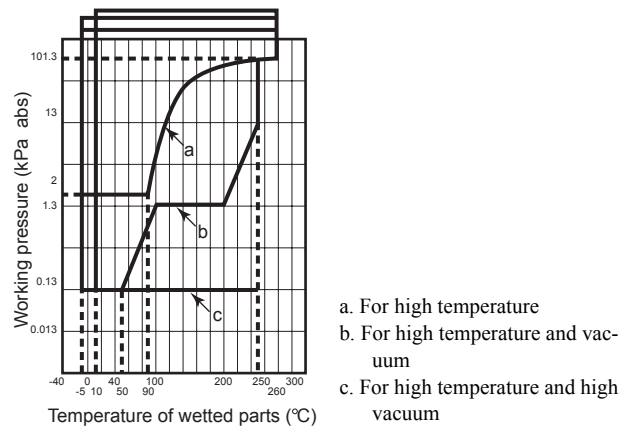 101.3
13
2
1.3
0.13
0.013
Working pressure (kPa abs)
a
b
c
-40 0 40 100 200 250 300
-5 10 50 90 260
Temperature of wetted parts (°C)
a. For high temperature
b. For high temperature and vac-
uum
c. For high temperature and high
vacuum